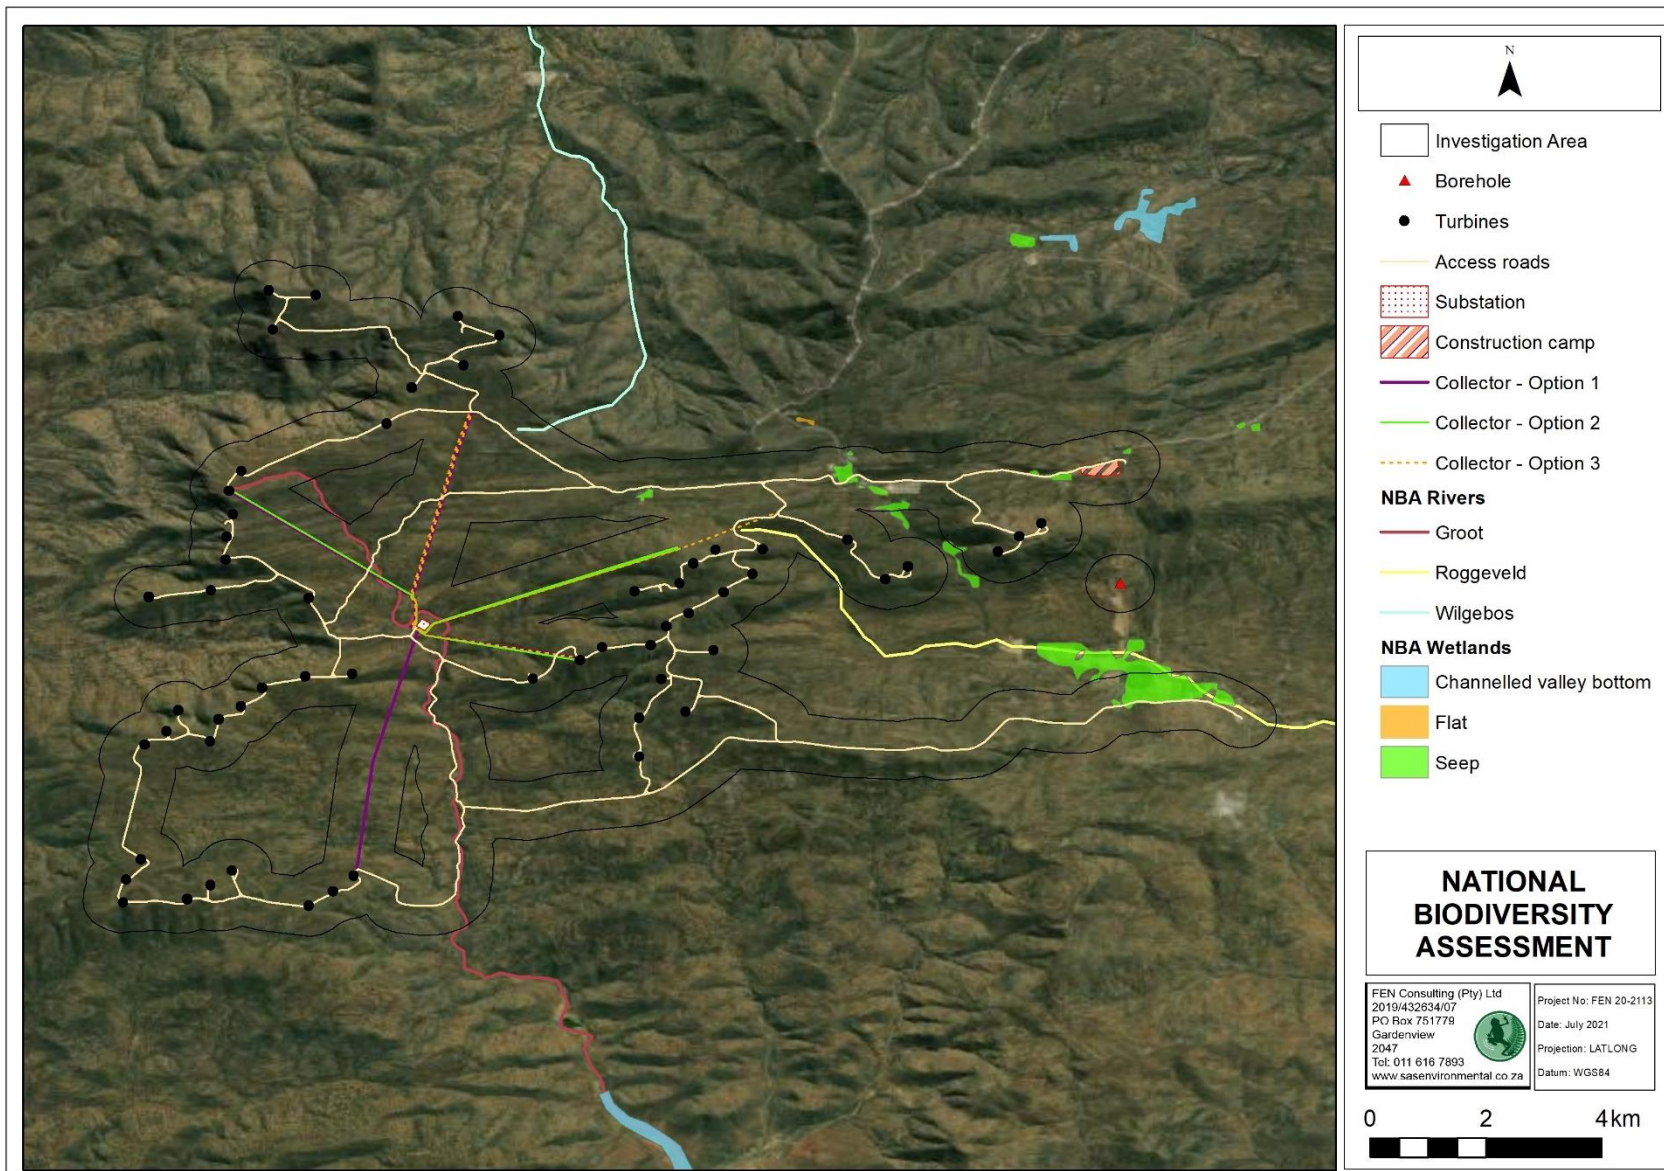 N
Investigation Area
Borehole
Turbines
Access roads
Substation
Construction camp
Collector - Option 1
Collector - Option 2
Collector - Option 3
NBA Rivers
Groot
Roggeveld
Wilgebos
NBA Wetlands
Channelled valley bottom
Flat
Seep
NATIONAL
BIODIVERSITY
ASSESSMENT
FEN Consulting (Pty) Ltd
2019/432634/07
PO Box 751779
Gardenview
2047
Tel: 011 616 7893
www.sasenvironmental.co.za
Project No: FEN 20-2113
Date: July 2021
Projection: LATLONG
Datum: WGS84
0 2 4km